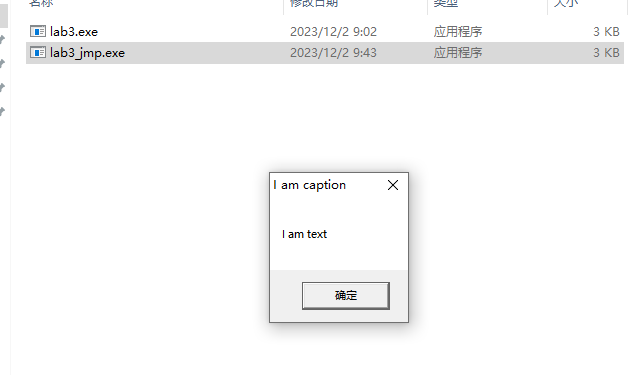 名称 修改日期 类型 大小
lab3.exe 2023/12/2 9:02 应用程序 3 KB
lab3_jmp.exe 2023/12/2 9:43 应用程序 3 KB
I am caption
I am text
确定